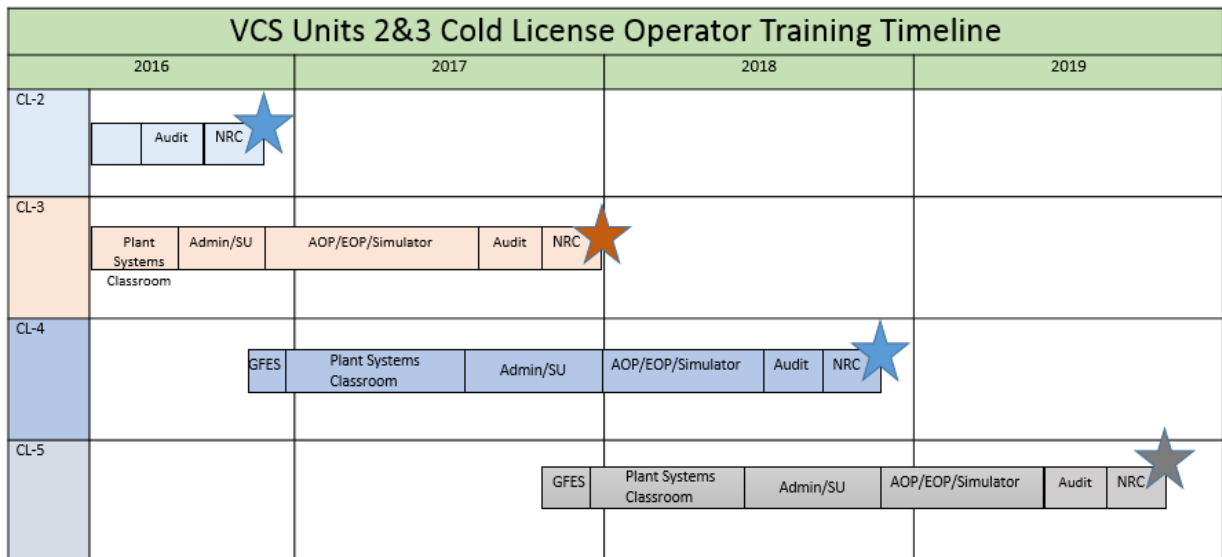 VCS Units 2&3 Cold License Operator Training Timeline
2016 2017 2018 2019
CL-2
Audit NRC
CL-3
Plant Systems Classroom Admin/SU AOP/EOP/Simulator Audit NRC
CL-4
GFES Plant Systems Classroom Admin/SU AOP/EOP/Simulator Audit NRC
CL-5
GFES Plant Systems Classroom Admin/SU AOP/EOP/Simulator Audit NRC